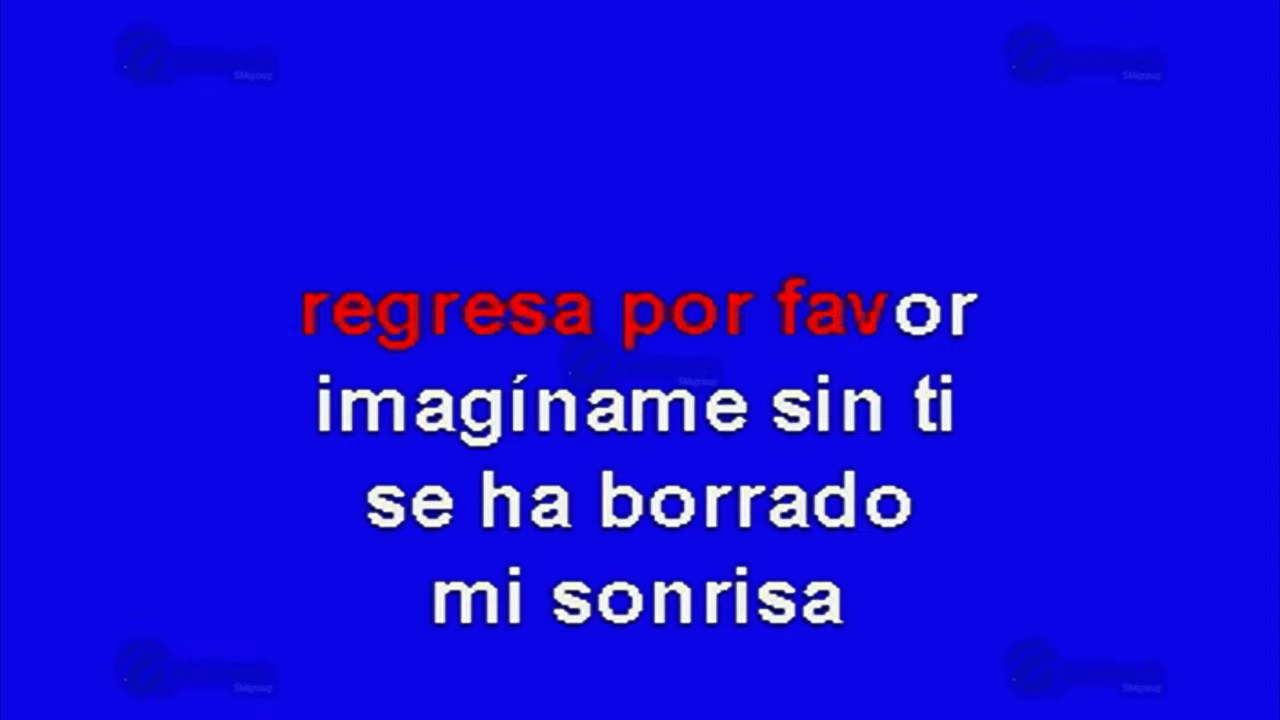 regresa por favor
imagíname sin ti
se ha borrado
mi sonrisa